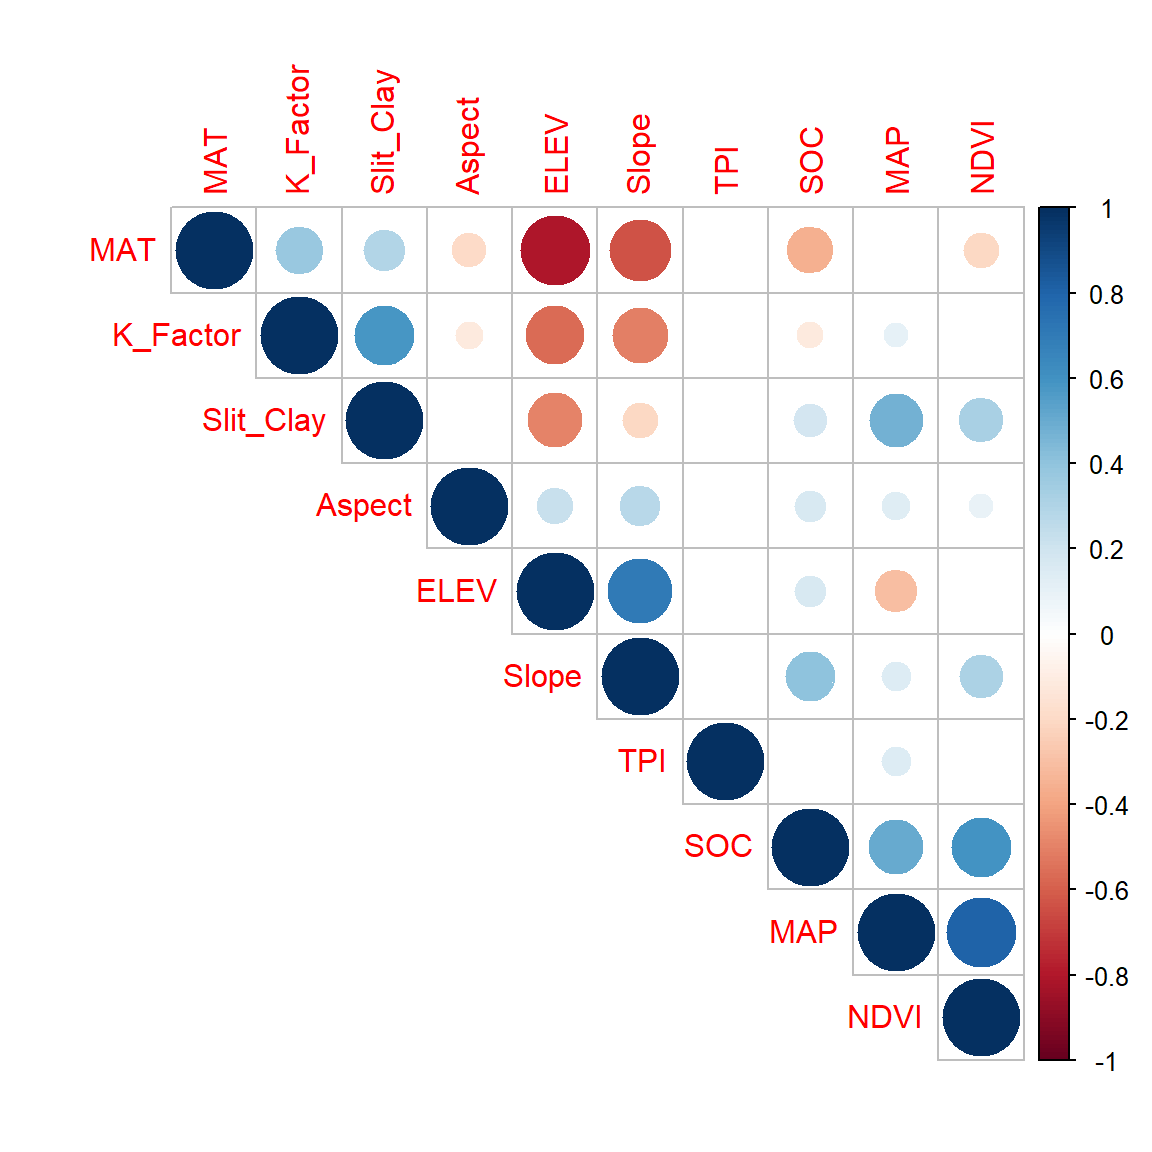 MAT
K_Factor
Slit_Clay
Aspect
ELEV
Slope
TPI
SOC
MAP
NDVI
MAT
K_Factor
Slit_Clay
Aspect
ELEV
Slope
TPI
SOC
MAP
NDVI
1
0.8
0.6
0.4
0.2
0
-0.2
-0.4
-0.6
-0.8
-1